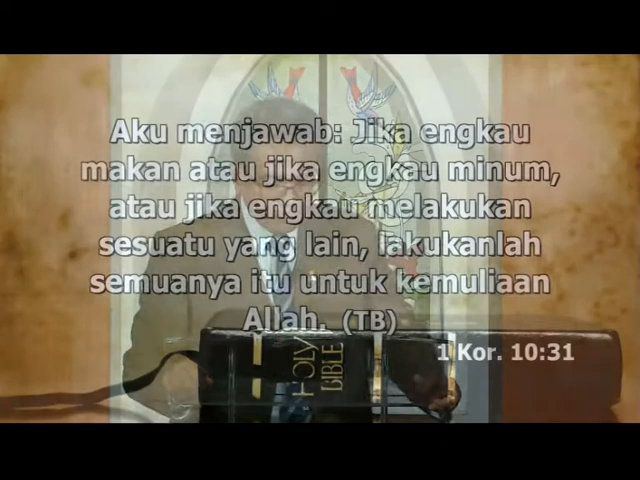 Aku menjawab: Jika engkau
makan atau jika engkau minum,
atau jika engkau melakukan
sesuatu yang lain, lakukanlah
semuanya itu untuk kemuliaan
Allah. (TB)
1 Kor. 10:31
HOLY
BIBLE